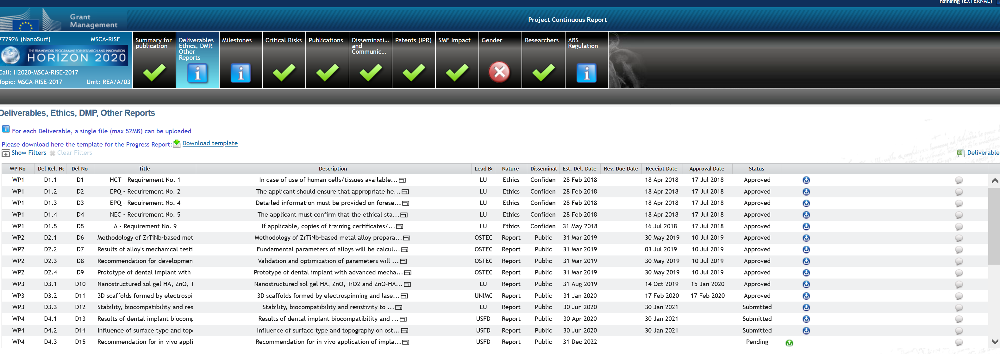 nsiraing (EXTERNAL)
Grant
Management
Project Continuous Report
777926 (NanoSurf) MSCA-RISE
THE FRAMEWORK PROGRAMME FOR RESEARCH AND INNOVATION
HORIZON 2020
Call: H2020-MSCA-RISE-2017
Topic: MSCA-RISE-2017 Unit: REA/A/03
Summary for
publication
Deliverables
Ethics, DMP,
Other
Reports
Milestones
Critical Risks
Publications
Disseminati...
and
Communic...
Patents (IPR)
SME Impact
Gender
Researchers
ABS
Regulation
Deliverables, Ethics, DMP, Other Reports
For each Deliverable, a single file (max 52MB) can be uploaded
Please download here the template for the Progress Report: Download template
Show Filters Clear Filters Deliverables
WP No Del Rel. No Del No Title Description Lead Be Nature Disseminat Est. Del. Date Rev. Due Date Receipt Date Approval Date Status
WP1 D1.1 D1 HCT - Requirement No. 1 In case of use of human cells/tissues available... LU Ethics Confiden 28 Feb 2018 18 Apr 2018 17 Jul 2018 Approved
WP1 D1.2 D2 EPQ - Requirement No. 2 The applicant should ensure that appropriate he... LU Ethics Confiden 28 Feb 2018 18 Apr 2018 17 Jul 2018 Approved
WP1 D1.3 D3 EPQ - Requirement No. 4 Detailed information must be provided on forese... LU Ethics Confiden 28 Feb 2018 18 Apr 2018 17 Jul 2018 Approved
WP1 D1.4 D4 NEC - Requirement No. 5 The applicant must confirm that the ethical sta... LU Ethics Confiden 28 Feb 2018 18 Apr 2018 17 Jul 2018 Approved
WP1 D1.5 D5 A - Requirement No. 9 If applicable, copies of training certificates/... LU Ethics Confiden 31 May 2018 16 Jul 2018 17 Jul 2018 Approved
WP2 D2.1 D6 Methodology of ZrTiNb-based met Methodology of ZrTiNb-based metal alloy prepara... OSTEC Report Public 31 Mar 2019 30 May 2019 10 Jul 2019 Approved
WP2 D2.2 D7 Results of alloy's mechanical testi Fundamental parameters of alloys will be calcul... OSTEC Report Public 31 Mar 2019 03 Jul 2019 10 Jul 2019 Approved
WP2 D2.3 D8 Recommendation for developmen Validation and optimization of parameters will ... OSTEC Report Public 31 Mar 2019 30 May 2019 10 Jul 2019 Approved
WP2 D2.4 D9 Prototype of dental implant with Prototype of dental implant with advanced mecha... OSTEC Report Public 31 Mar 2019 30 May 2019 10 Jul 2019 Approved
WP3 D3.1 D10 Nanostructured sol gel HA, ZnO, T Nanostructured sol gel HA, ZnO, TiO2 and ZnO-HA... LU Report Public 31 Aug 2019 14 Oct 2019 15 Jan 2020 Approved
WP3 D3.2 D11 3D scaffolds formed by electrospi 3D scaffolds formed by electrospinning and lase... UNIMC Report Public 31 Jan 2020 17 Feb 2020 17 Feb 2020 Approved
WP3 D3.3 D12 Stability, biocompatibility and res Stability, biocompatibility and resistivity to ... LU Report Public 30 Jun 2020 30 Jan 2021 Submitted
WP4 D4.1 D13 Results of dental implant biocomp Results of dental implant biocompatibility and ... USFD Report Public 30 Apr 2020 30 Jan 2021 Submitted
WP4 D4.2 D14 Influence of surface type and topo Influence of surface type and topography on ost... USFD Report Public 30 Jun 2020 30 Jan 2021 Submitted
WP4 D4.3 D15 Recommendation for in-vivo appli Recommendation for in-vivo application of impla... USFD Report Public 31 Dec 2022 Pending